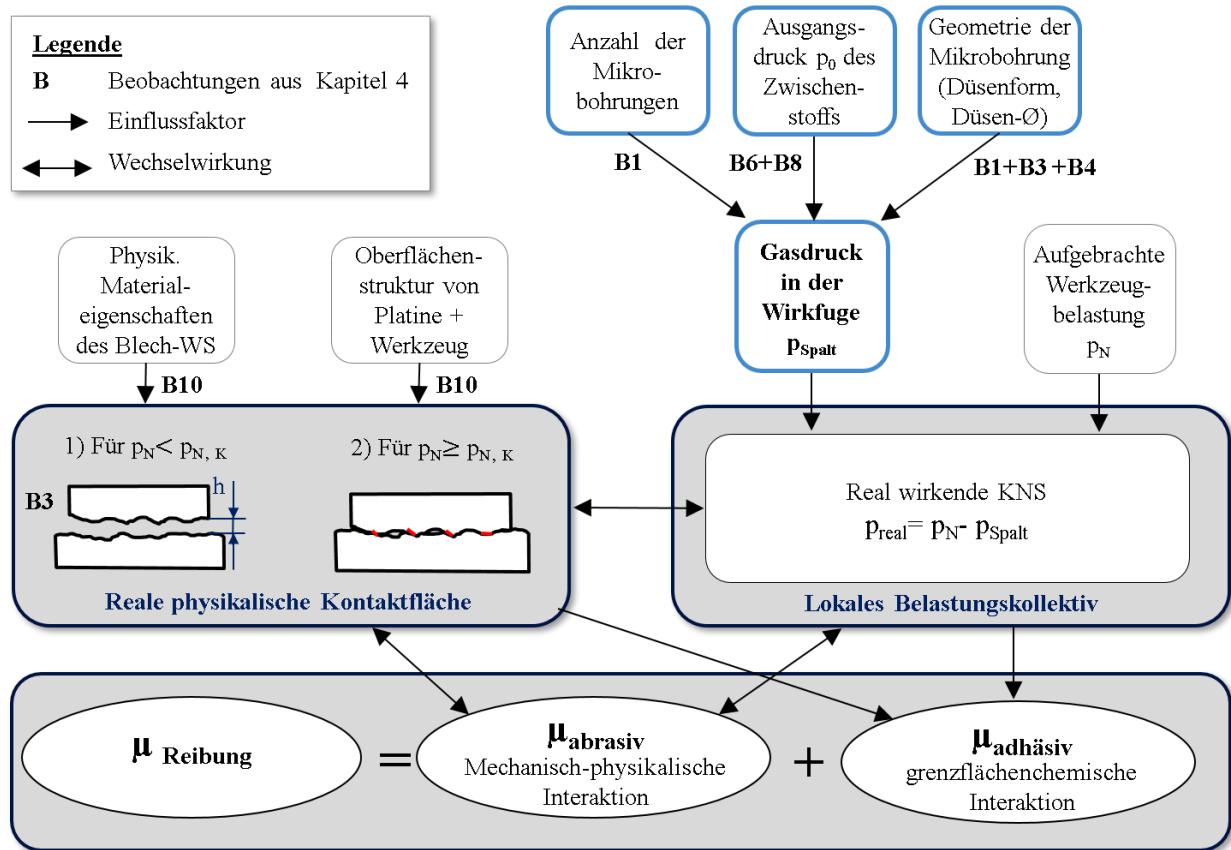 Legende
B Beobachtungen aus Kapitel 4
Einflussfaktor
Wechselwirkung
Anzahl der
Mikro-
bohrungen
Ausgangs-
druck p₀ des
Zwischen-
stoffs
Geometrie der
Mikrobohrung
(Düsenform,
Düsen-Ø)
B1
B6+B8
B1+B3 +B4
Physik.
Material-
eigenschaften
des Blech-WS
Oberflächen-
struktur von
Platine +
Werkzeug
Gasdruck
in der
Wirkfuge
pSpalt
Aufgebrachte
Werkzeug-
belastung
pN
B10
B10
1) Für pN< pN, K
2) Für pN≥ pN, K
h
B3
Reale physikalische Kontaktfläche
Real wirkende KNS
preal= pN- pSpalt
Lokales Belastungskollektiv
μ Reibung
=
μabrasiv
Mechanisch-physikalische
Interaktion
+
μadhäsiv
grenzflächenchemische
Interaktion